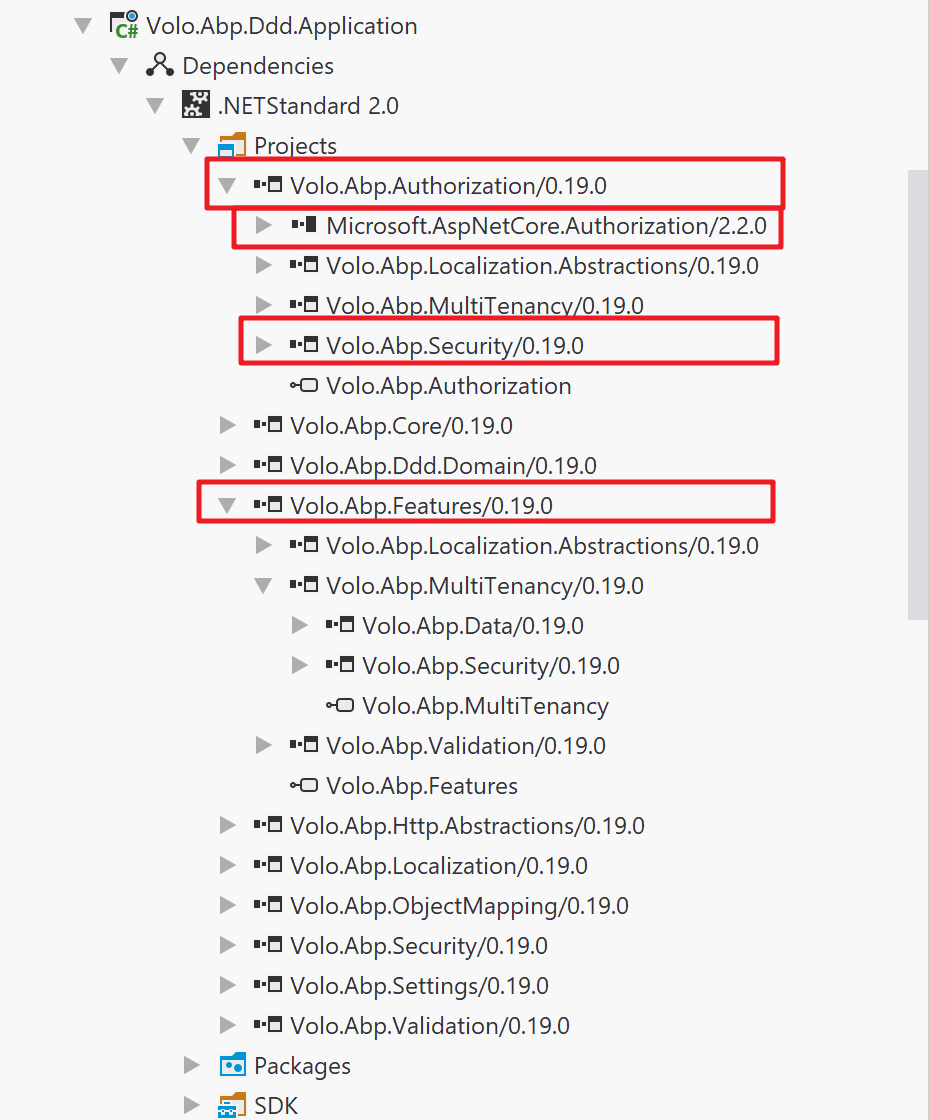 C# Volo.Abp.Ddd.Application
Dependencies
.NETStandard 2.0
Projects
Volo.Abp.Authorization/0.19.0
Microsoft.AspNetCore.Authorization/2.2.0
Volo.Abp.Localization.Abstractions/0.19.0
Volo.Abp.MultiTenancy/0.19.0
Volo.Abp.Security/0.19.0
Volo.Abp.Authorization
Volo.Abp.Core/0.19.0
Volo.Abp.Ddd.Domain/0.19.0
Volo.Abp.Features/0.19.0
Volo.Abp.Localization.Abstractions/0.19.0
Volo.Abp.MultiTenancy/0.19.0
Volo.Abp.Data/0.19.0
Volo.Abp.Security/0.19.0
Volo.Abp.MultiTenancy
Volo.Abp.Validation/0.19.0
Volo.Abp.Features
Volo.Abp.Http.Abstractions/0.19.0
Volo.Abp.Localization/0.19.0
Volo.Abp.ObjectMapping/0.19.0
Volo.Abp.Security/0.19.0
Volo.Abp.Settings/0.19.0
Volo.Abp.Validation/0.19.0
Packages
SDK